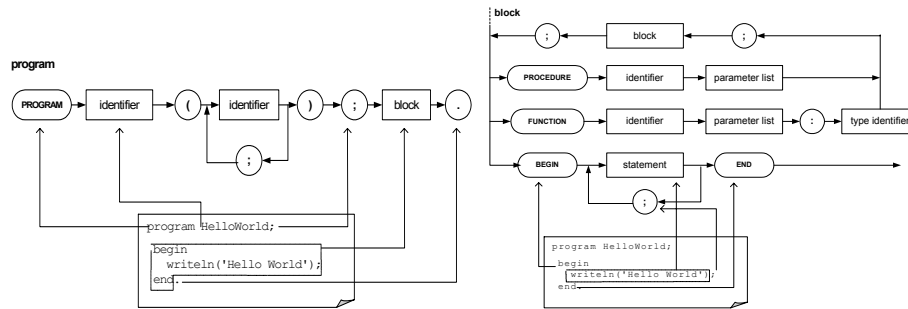 program
PROGRAM identifier ( identifier ) ; block .
;
program HelloWorld;
begin
writeln('Hello World');
end.
block
; block ;
PROCEDURE identifier parameter list
FUNCTION identifier parameter list : type identifier
BEGIN statement END
;
program HelloWorld;
begin
writeln('Hello World');
end.